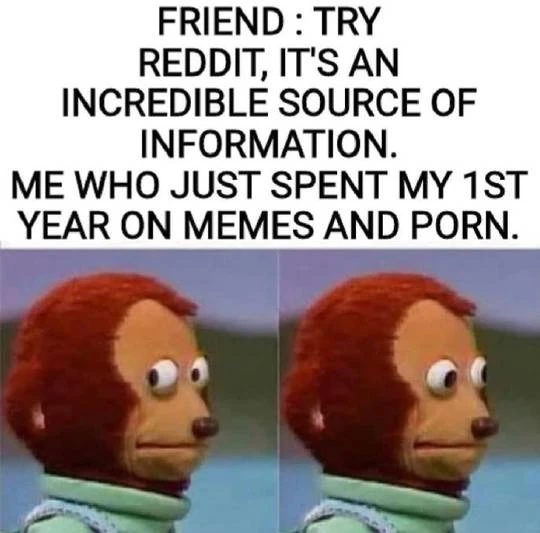 FRIEND : TRY
REDDIT, IT'S AN
INCREDIBLE SOURCE OF
INFORMATION.
ME WHO JUST SPENT MY 1ST
YEAR ON MEMES AND PORN.